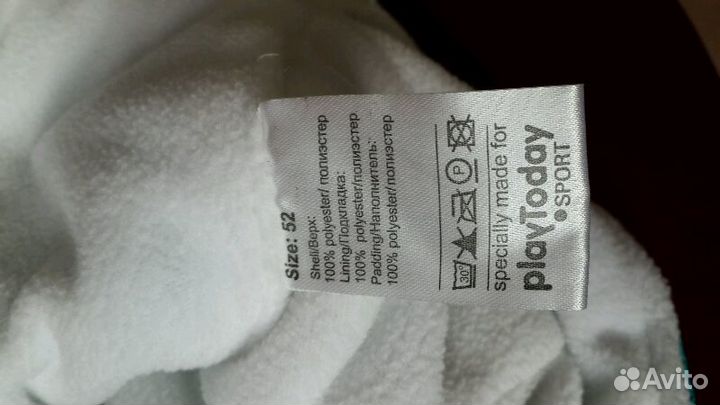 Size: 52
Shell/Верх:
100% polyester/ полиэстер
Lining/Подкладка:
100% polyester/полиэстер
Padding/Наполнитель:
100% polyester/полиэстер
30°
P
specially made for
playToday
SPORT
Avito